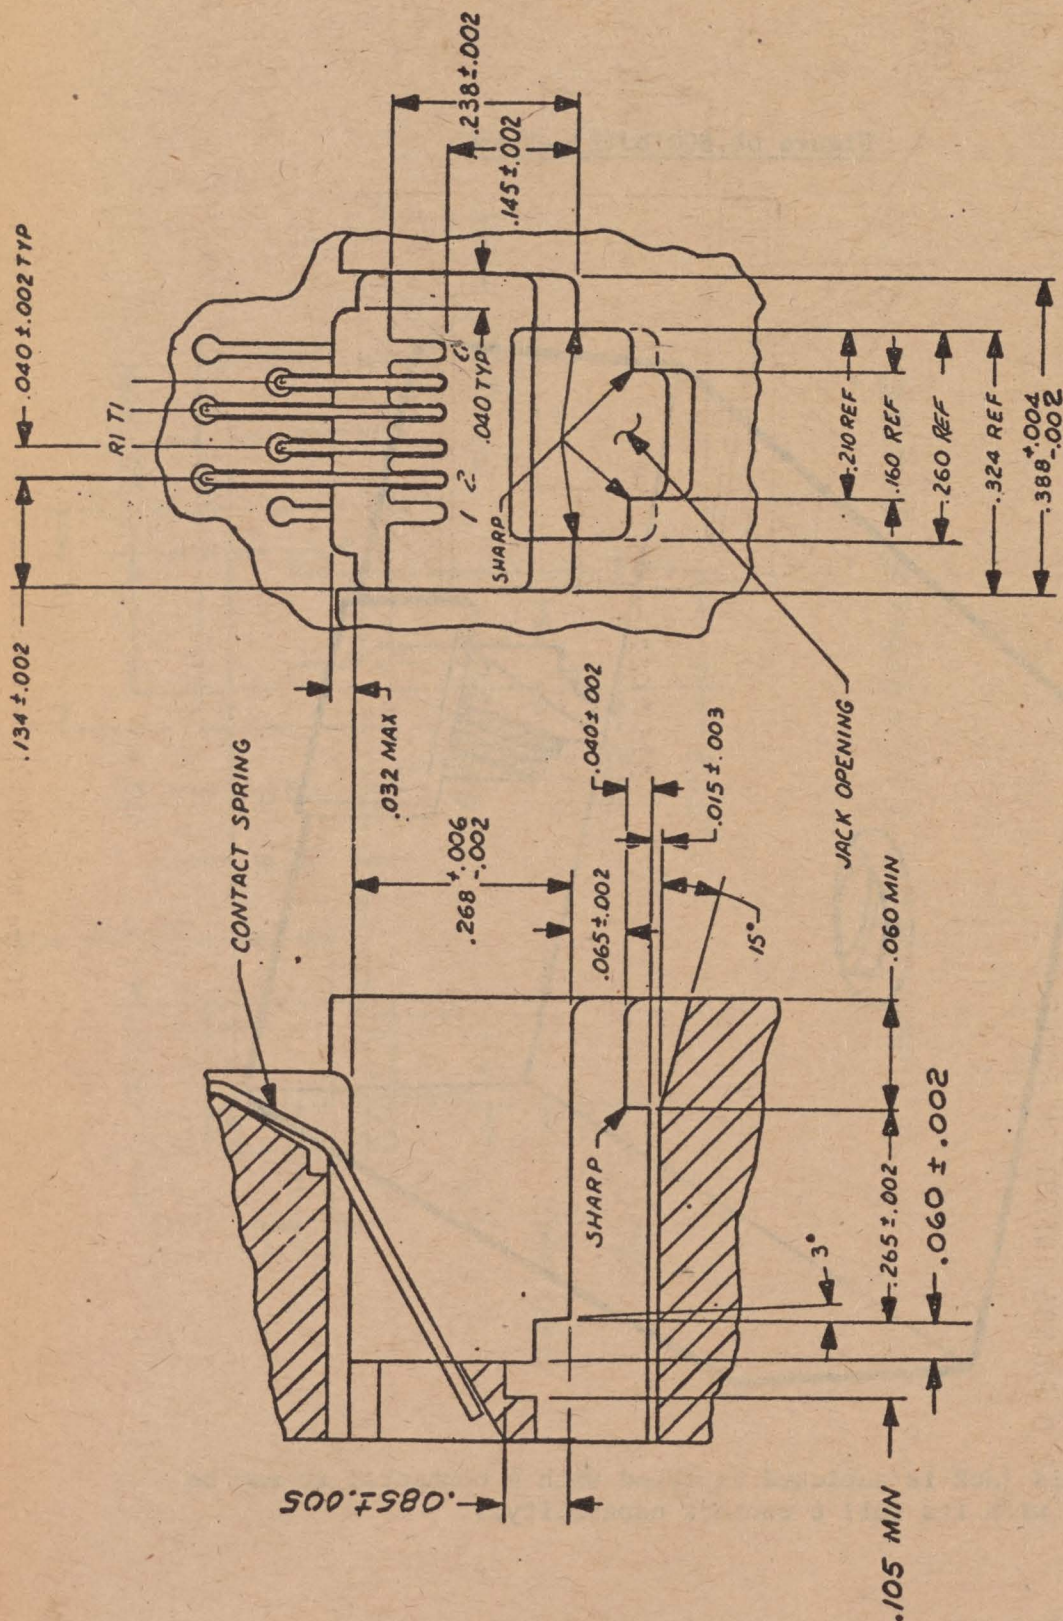 .134 ±.002
.040 ±.002 TYP
R1 T1
.238±.002
.145±.002
.040 TYP
1 2 6
SHARP
CONTACT SPRING
.032 MAX
.268 +.006 -.002
.065±.002
.040±.002
.015±.003
15°
JACK OPENING
.210 REF
.160 REF
.260 REF
.324 REF
.388 +.004 -.002
SHARP
3°
.060 MIN
.265±.002
.060 ±.002
.085±.005
.105 MIN